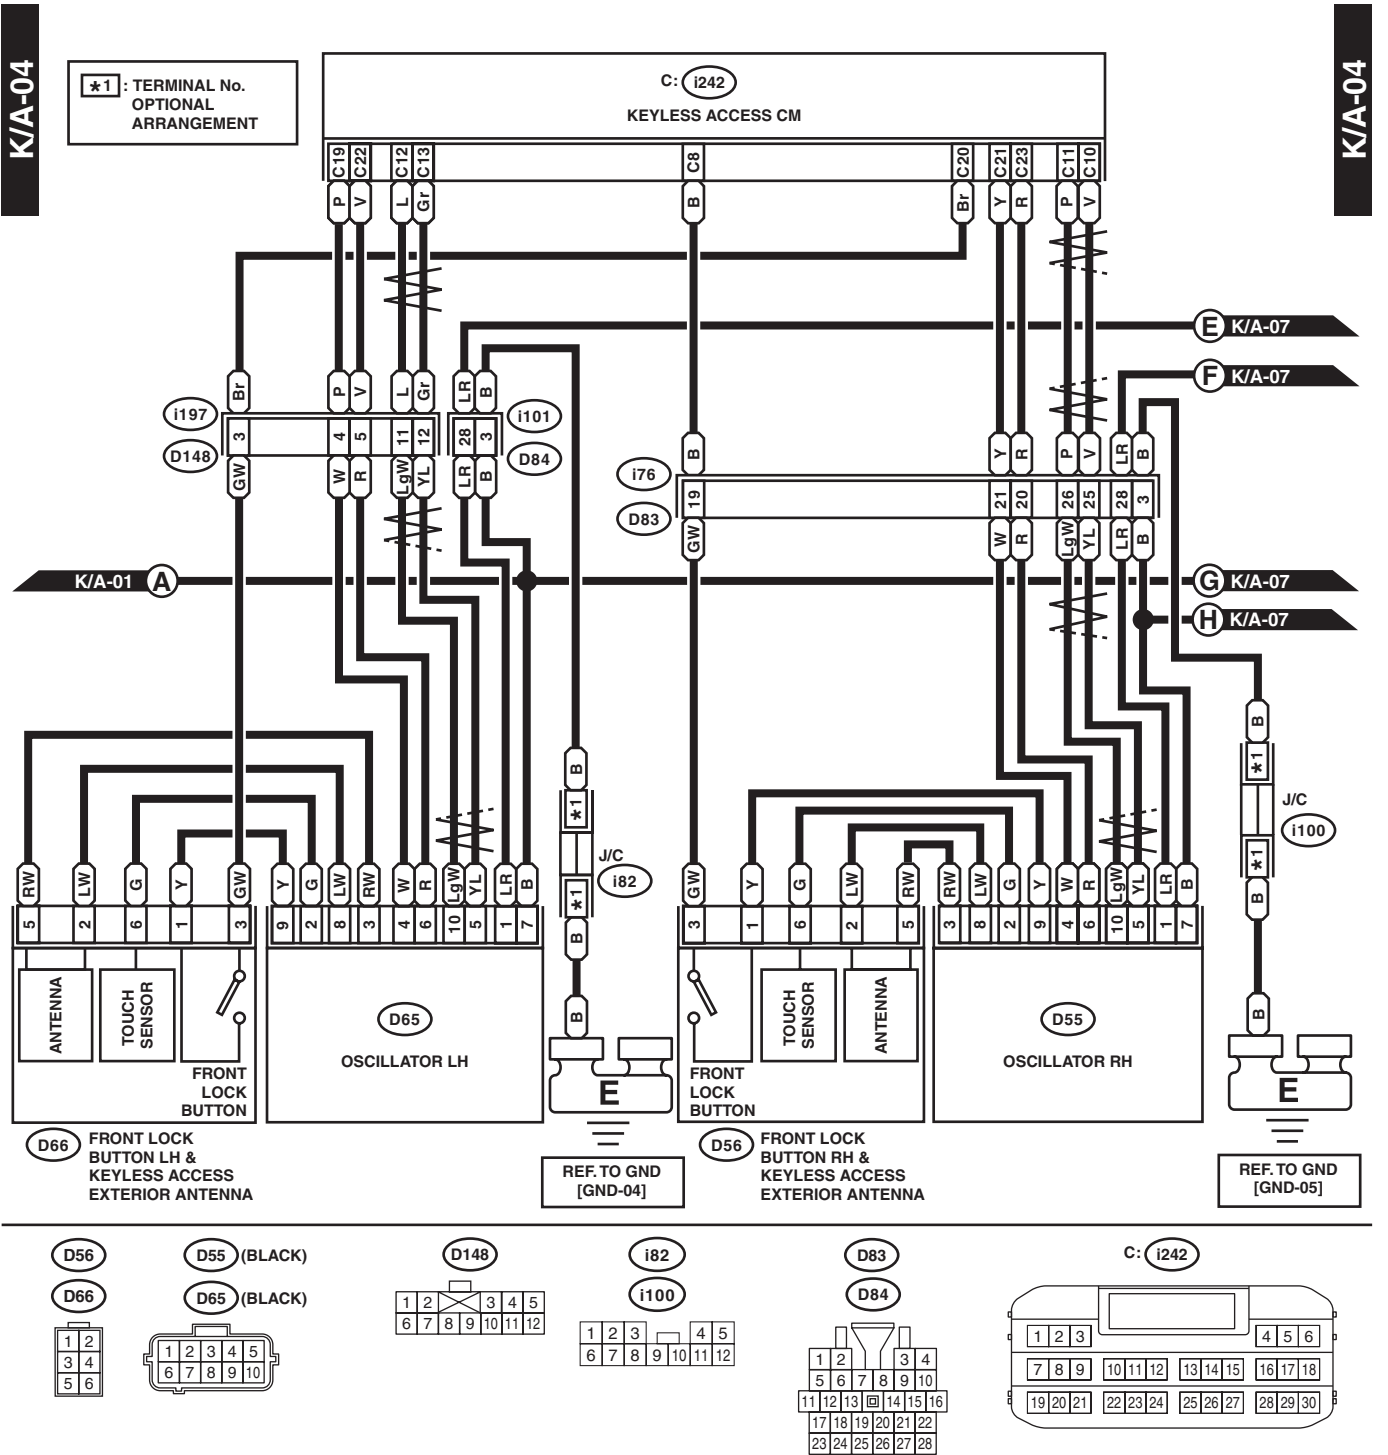 K/A-04
K/A-04
*1 : TERMINAL No.
OPTIONAL
ARRANGEMENT
C: i242
KEYLESS ACCESS CM
C19 C22 C12 C13 C8 C20 C21 C23 C11 C10
P V L Gr B Br Y R P V
E K/A-07
F K/A-07
Br P V L Gr LR B
i197 i101
3 4 5 11 12 28 3
D148 D84
GW W R LgW YL LR B
B Y R P V LR B
i76
19 21 20 26 25 28 3
D83
GW W R LgW YL LR B
K/A-01 A
G K/A-07
H K/A-07
B
*1
J/C
i82
*1
B
B
B
*1
J/C
i100
*1
B
B
RW LW G Y GW Y G LW RW W R LgW YL LR B
5 2 6 1 3 9 2 8 3 4 6 10 5 1 7
GW Y G LW RW RW LW G Y W R LgW YL LR B
3 1 6 2 5 3 8 2 9 4 6 10 5 1 7
ANTENNA
TOUCH
SENSOR
FRONT
LOCK
BUTTON
D65
OSCILLATOR LH
E
FRONT
LOCK
BUTTON
TOUCH
SENSOR
ANTENNA
D55
OSCILLATOR RH
E
D66 FRONT LOCK
BUTTON LH &
KEYLESS ACCESS
EXTERIOR ANTENNA
REF. TO GND
[GND-04]
D56 FRONT LOCK
BUTTON RH &
KEYLESS ACCESS
EXTERIOR ANTENNA
REF. TO GND
[GND-05]
D56
D66
1 2
3 4
5 6
D55 (BLACK)
D65 (BLACK)
1 2 3 4 5
6 7 8 9 10
D148
1 2 3 4 5
6 7 8 9 10 11 12
i82
i100
1 2 3 4 5
6 7 8 9 10 11 12
D83
D84
1 2 3 4
5 6 7 8 9 10
11 12 13 14 15 16
17 18 19 20 21 22
23 24 25 26 27 28
C: i242
1 2 3 4 5 6
7 8 9 10 11 12 13 14 15 16 17 18
19 20 21 22 23 24 25 26 27 28 29 30